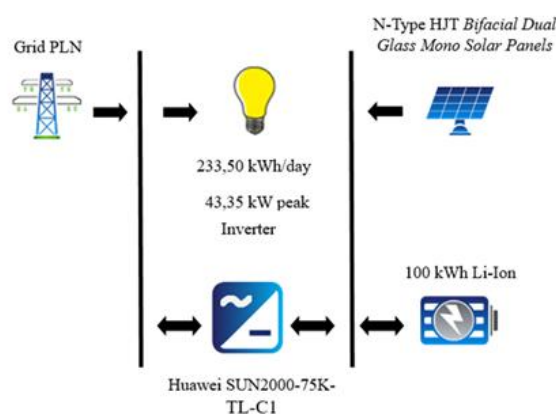 Grid PLN
N-Type HJT Bifacial Dual
Glass Mono Solar Panels
233,50 kWh/day
43,35 kW peak
Inverter
100 kWh Li-Ion
Huawei SUN2000-75K-
TL-C1